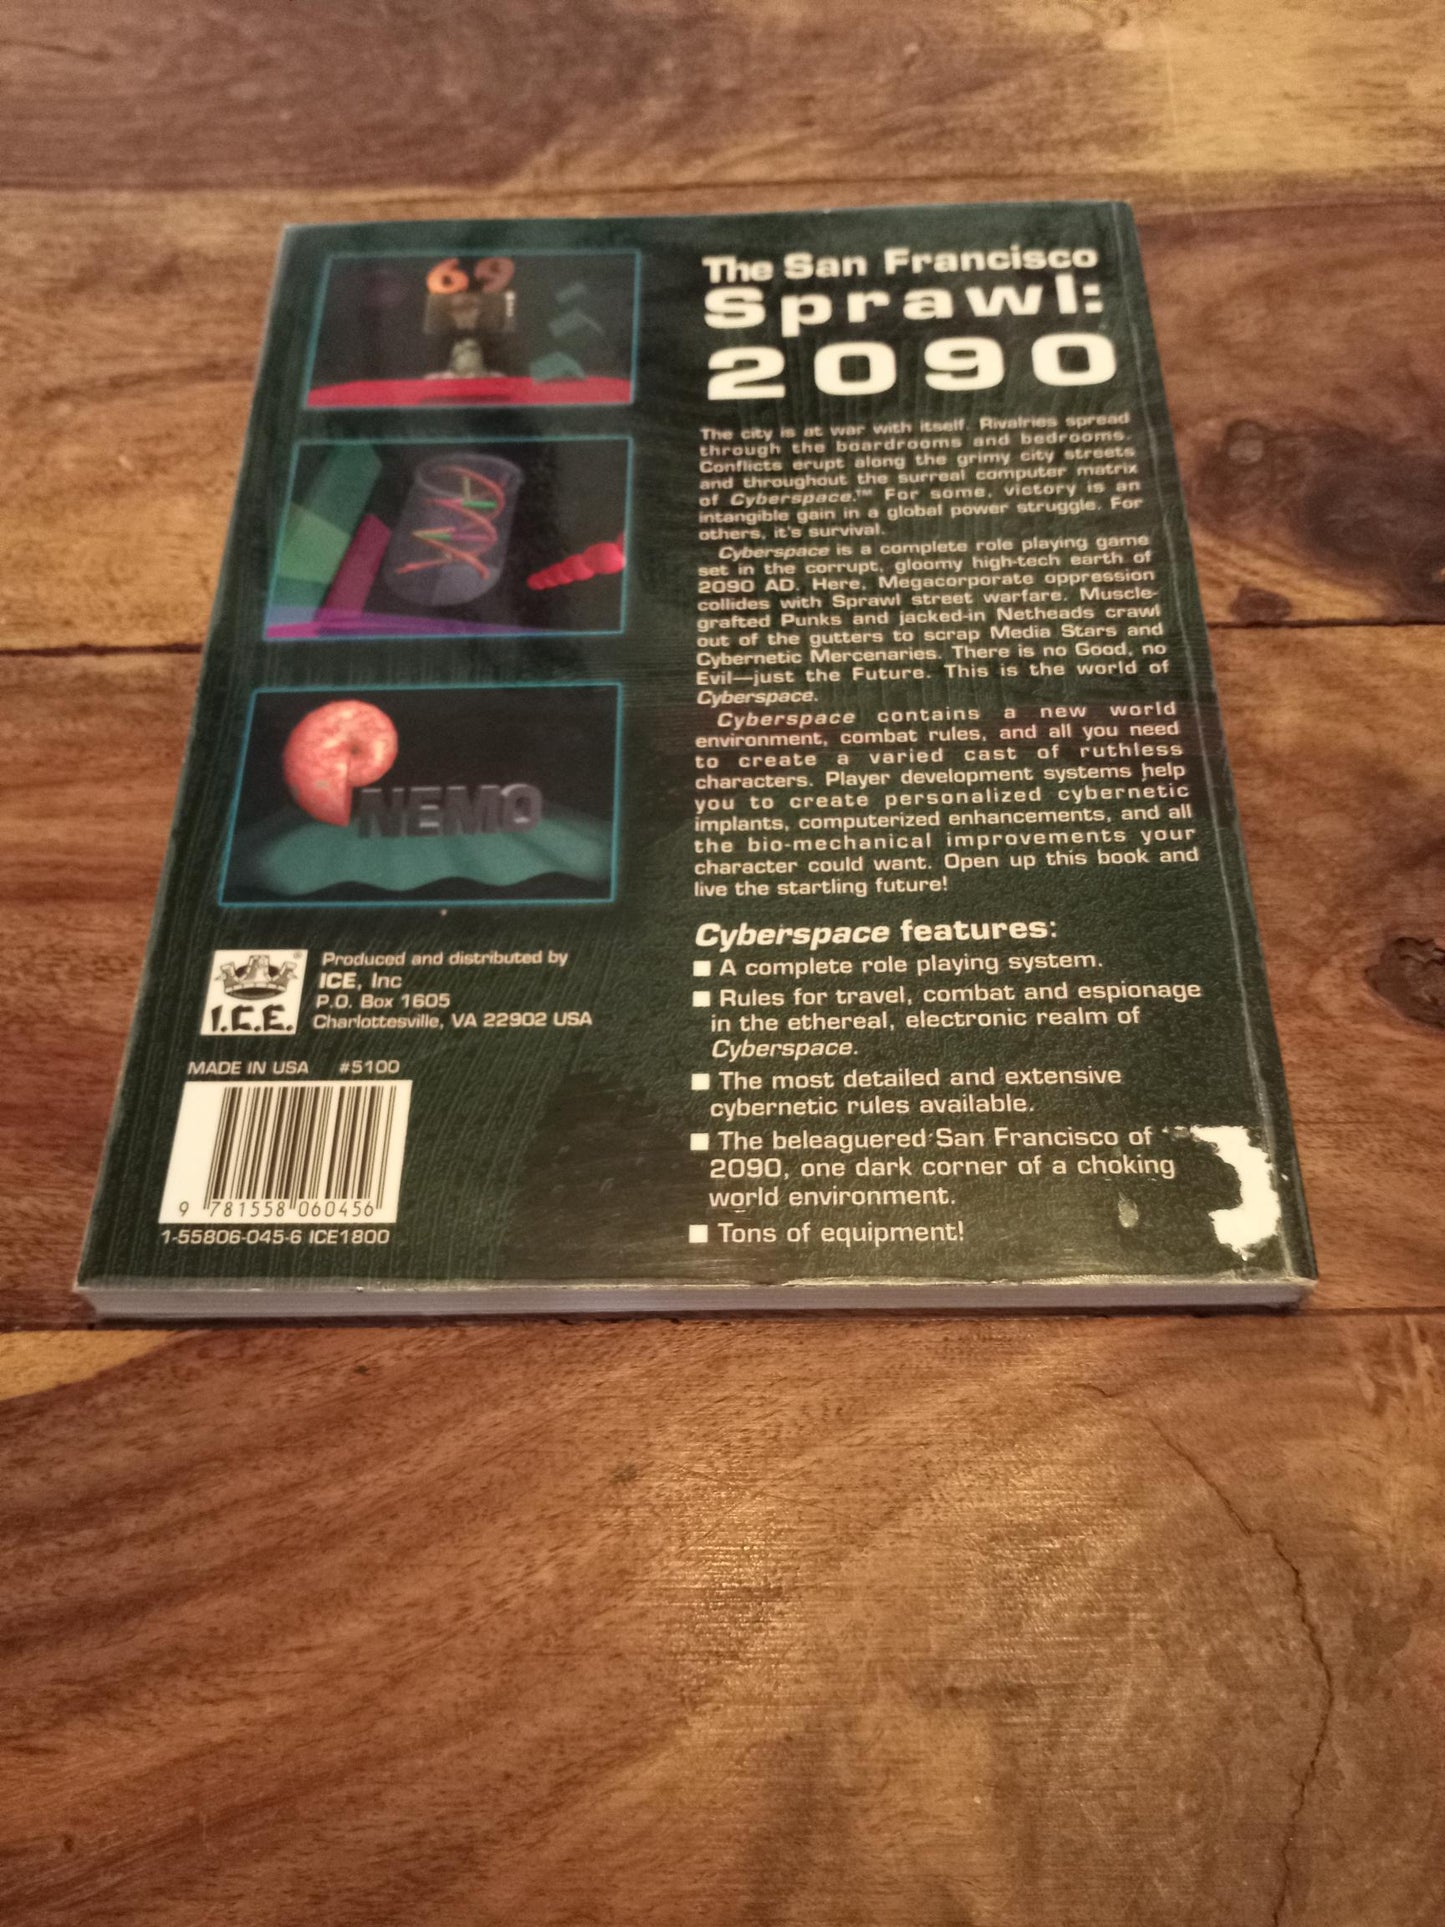 69
NEMO
Produced and distributed by
ICE, Inc
P.O. Box 1605
Charlottesville, VA 22902 USA
I.C.E.
®
MADE IN USA #5100
9 781558 060456
1-55806-045-6 ICE1800
The San Francisco
Sprawl:
2090
The city is at war with itself. Rivalries spread
through the boardrooms and bedrooms.
Conflicts erupt along the grimy city streets
and throughout the surreal computer matrix
of Cyberspace.™ For some, victory is an
intangible gain in a global power struggle. For
others, it's survival.
Cyberspace is a complete role playing game
set in the corrupt, gloomy high-tech earth of
2090 AD. Here, Megacorporate oppression
collides with Sprawl street warfare. Muscle-
grafted Punks and jacked-in Netheads crawl
out of the gutters to scrap Media Stars and
Cybernetic Mercenaries. There is no Good, no
Evil—just the Future. This is the world of
Cyberspace.
Cyberspace contains a new world
environment, combat rules, and all you need
to create a varied cast of ruthless
characters. Player development systems help
you to create personalized cybernetic
implants, computerized enhancements, and all
the bio-mechanical improvements your
character could want. Open up this book and
live the startling future!
Cyberspace features:
■ A complete role playing system.
■ Rules for travel, combat and espionage
in the ethereal, electronic realm of
Cyberspace.
■ The most detailed and extensive
cybernetic rules available.
■ The beleaguered San Francisco of
2090, one dark corner of a choking
world environment.
■ Tons of equipment!